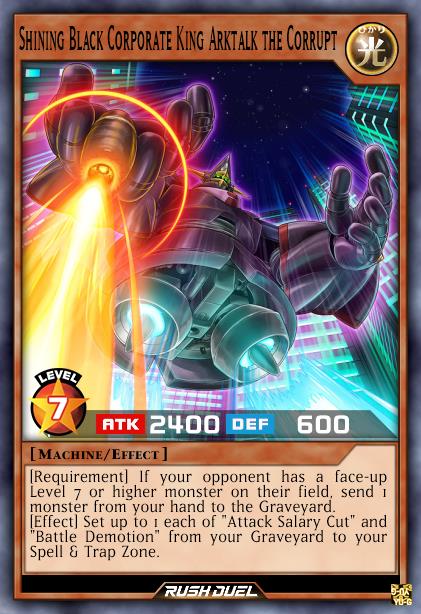 Shining Black Corporate King Arktalk the Corrupt
ひかり
光
LEVEL
7
ATK 2400 DEF 600
[Machine/Effect]
[Requirement] If your opponent has a face-up
Level 7 or higher monster on their field, send 1
monster from your hand to the Graveyard.
[Effect] Set up to 1 each of "Attack Salary Cut" and
"Battle Demotion" from your Graveyard to your
Spell & Trap Zone.
RUSH DUEL